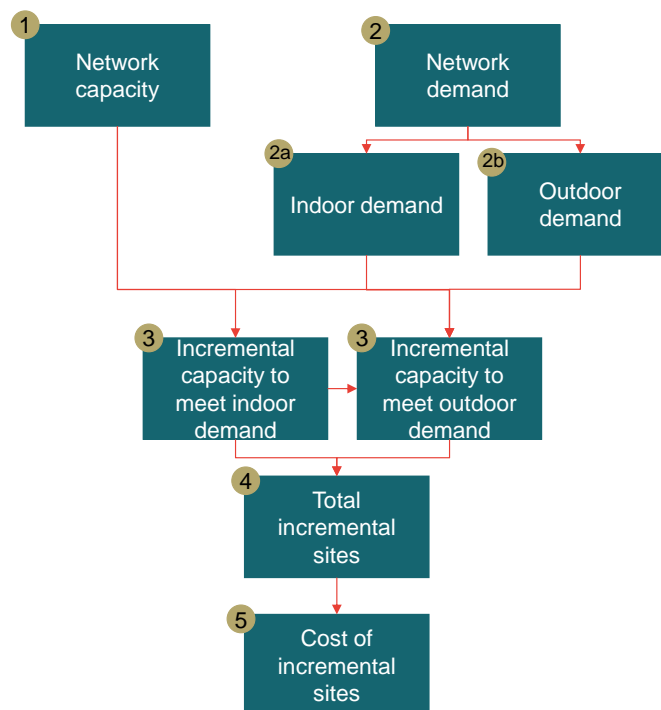 1
Network
capacity
2
Network
demand
2a
Indoor demand
2b
Outdoor
demand
3
Incremental
capacity to
meet indoor
demand
3
Incremental
capacity to
meet outdoor
demand
4
Total
incremental
sites
5
Cost of
incremental
sites